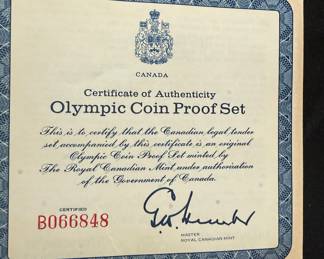 CANADA
Certificate of Authenticity
Olympic Coin Proof Set
This is to certify that the Canadian legal tender
set accompanied by this certificate is an original
Olympic Coin Proof Set minted by
The Royal Canadian Mint under authorisation
of the Government of Canada.
CERTIFIED
B066848
MASTER
ROYAL CANADIAN MINT